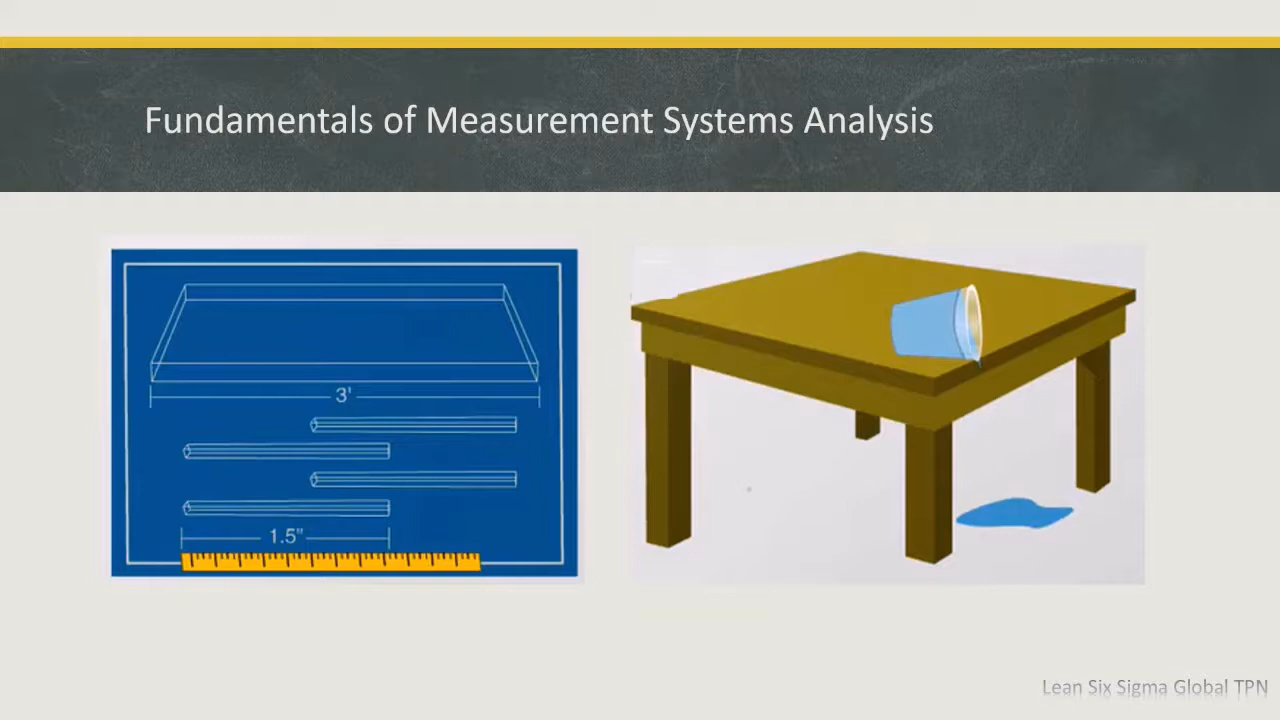 Fundamentals of Measurement Systems Analysis
3'
1.5"
Lean Six Sigma Global TPN